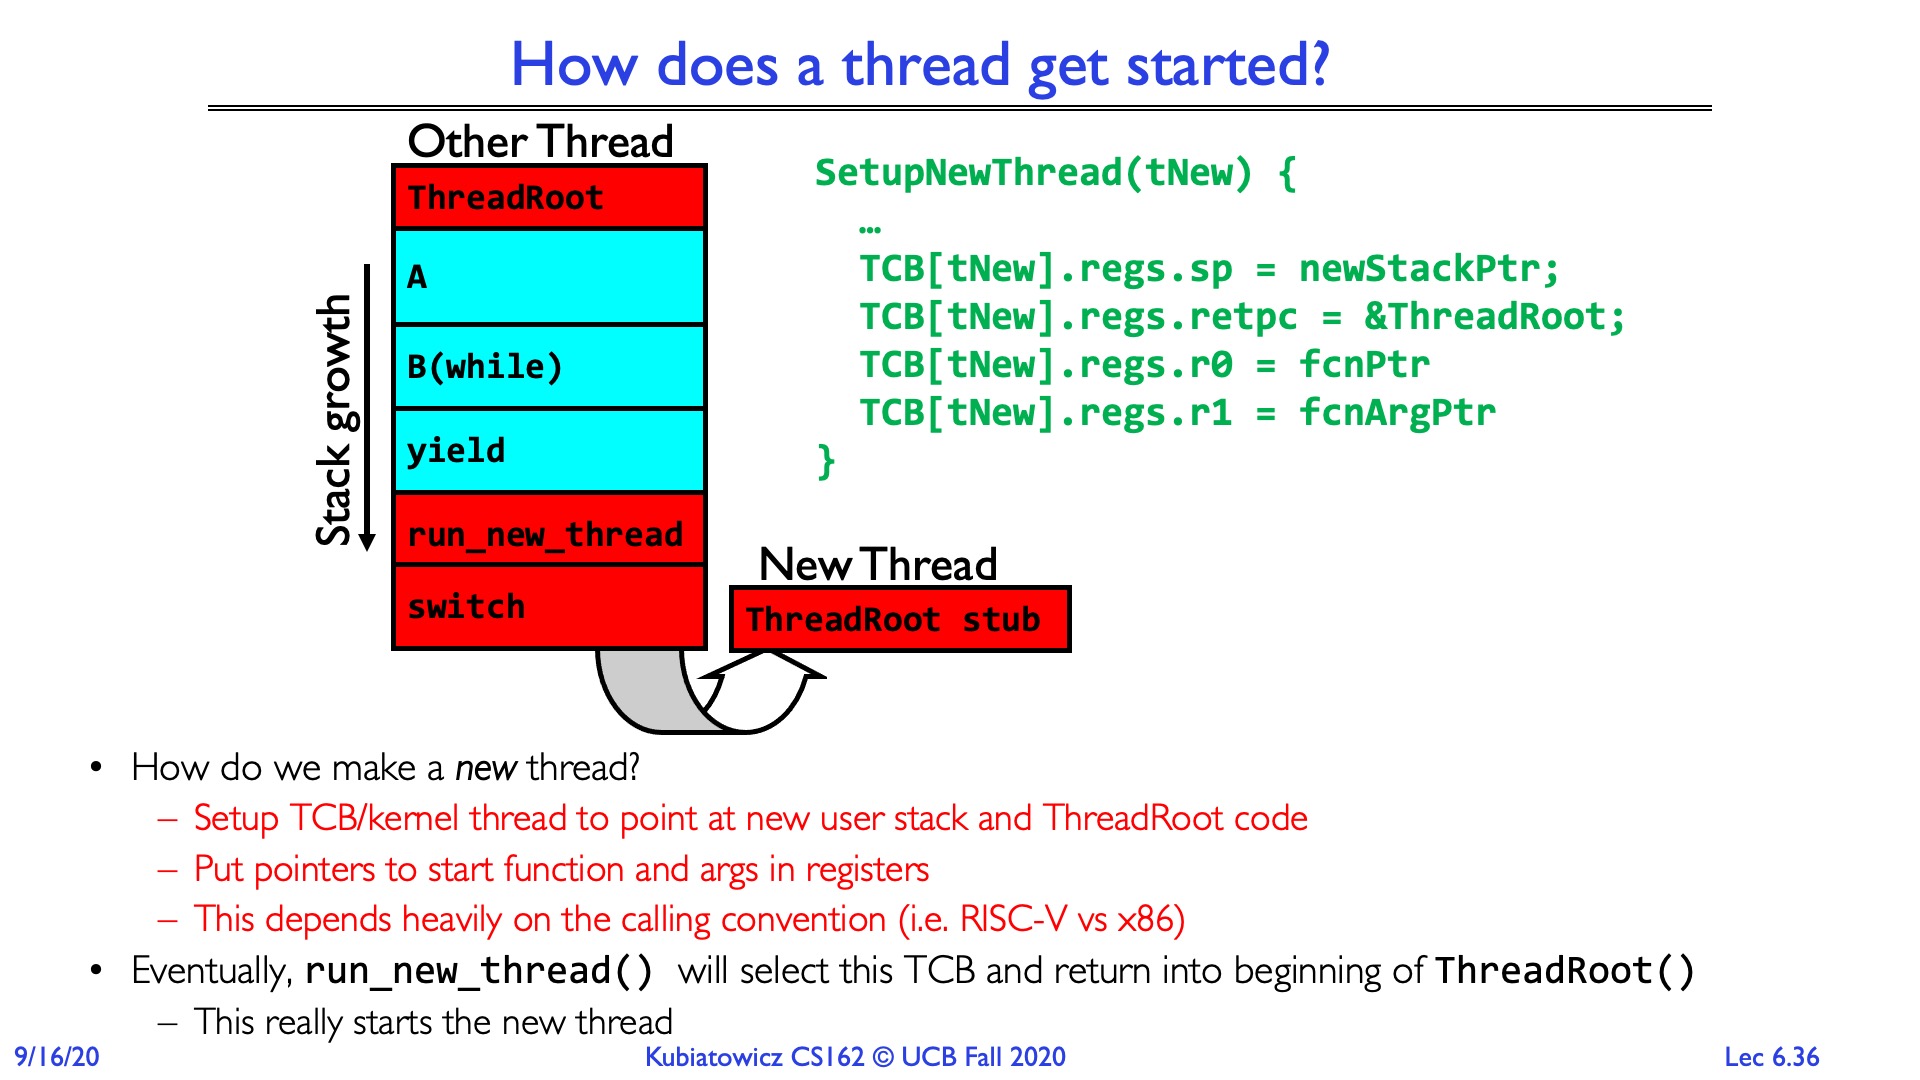 How does a thread get started?
Other Thread
ThreadRoot
A
B(while)
yield
run_new_thread
switch
Stack growth
SetupNewThread(tNew) {
…
TCB[tNew].regs.sp = newStackPtr;
TCB[tNew].regs.retpc = &ThreadRoot;
TCB[tNew].regs.r0 = fcnPtr
TCB[tNew].regs.r1 = fcnArgPtr
}
New Thread
ThreadRoot stub
• How do we make a new thread?
– Setup TCB/kernel thread to point at new user stack and ThreadRoot code
– Put pointers to start function and args in registers
– This depends heavily on the calling convention (i.e. RISC-V vs x86)
• Eventually, run_new_thread() will select this TCB and return into beginning of ThreadRoot()
– This really starts the new thread
9/16/20
Kubiatowicz CS162 © UCB Fall 2020
Lec 6.36